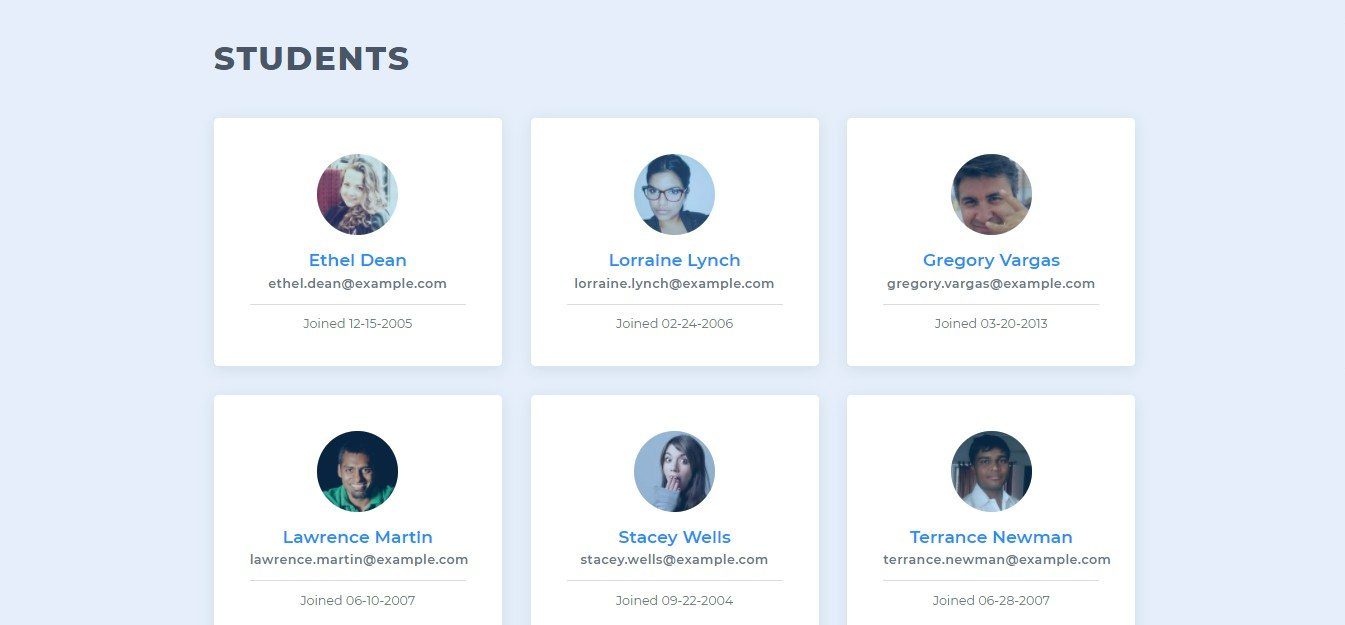 STUDENTS
Ethel Dean
ethel.dean@example.com
Joined 12-15-2005
Lorraine Lynch
lorraine.lynch@example.com
Joined 02-24-2006
Gregory Vargas
gregory.vargas@example.com
Joined 03-20-2013
Lawrence Martin
lawrence.martin@example.com
Joined 06-10-2007
Stacey Wells
stacey.wells@example.com
Joined 09-22-2004
Terrance Newman
terrance.newman@example.com
Joined 06-28-2007